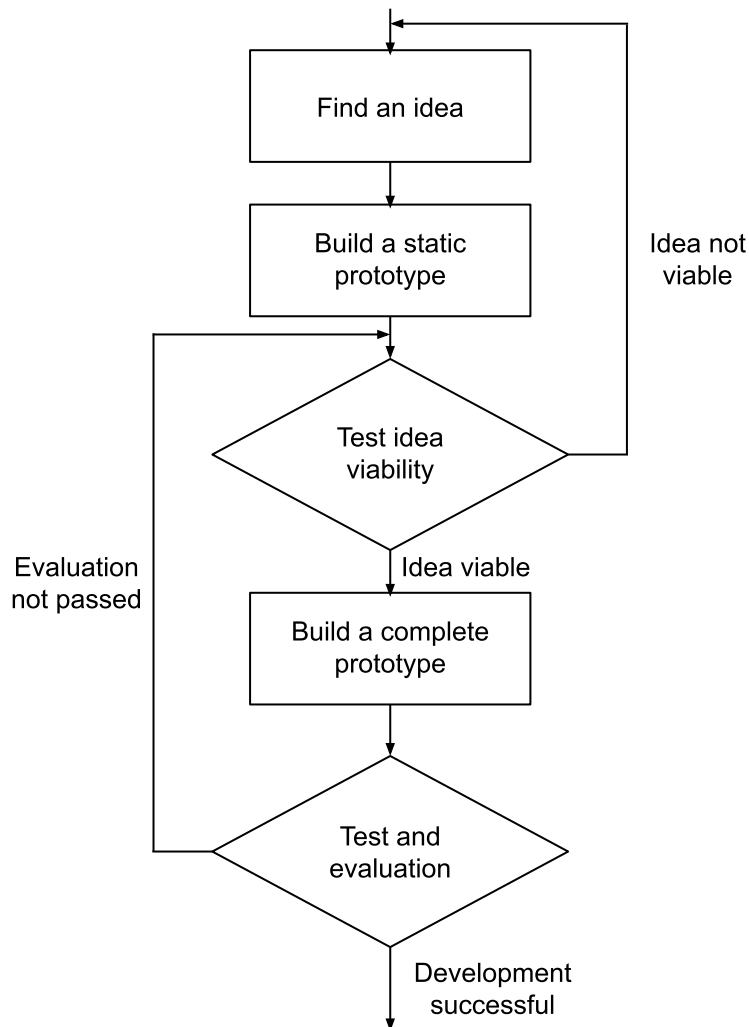 Find an idea
Build a static
prototype
Idea not
viable
Test idea
viability
Evaluation
not passed
Idea viable
Build a complete
prototype
Test and
evaluation
Development
successful